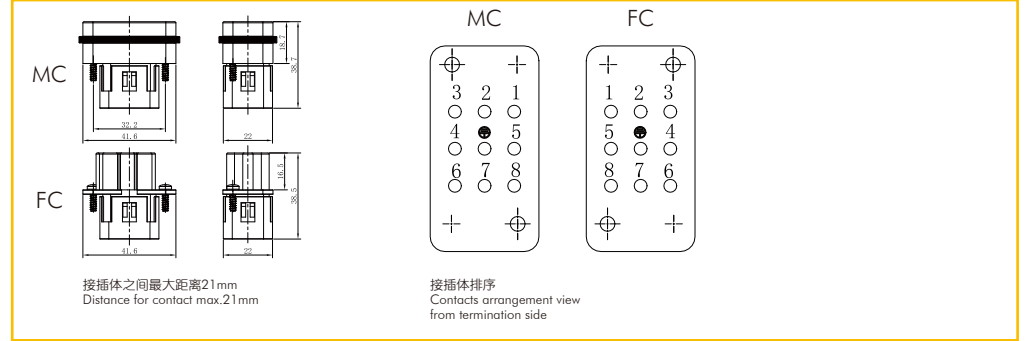 MC
18.7
38.7
32.2
41.6
22
FC
16.5
38.5
41.6
22
接插体之间最大距离21mm
Distance for contact max.21mm
MC
FC
3 2 1
4 5
6 7 8
1 2 3
5 4
8 7 6
接插体排序
Contacts arrangement view
from termination side